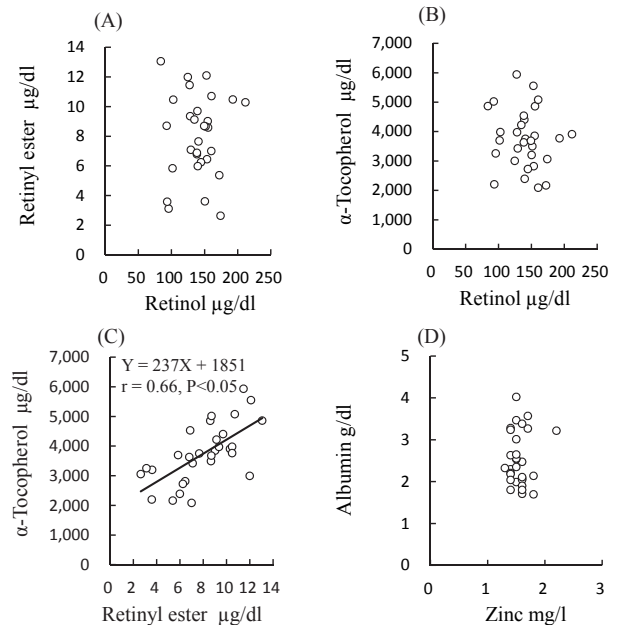 (A)
Retinyl ester µg/dl
14
12
10
8
6
4
2
0
0 50 100 150 200 250
Retinol µg/dl
(B)
α-Tocopherol µg/dl
7,000
6,000
5,000
4,000
3,000
2,000
1,000
0
0 50 100 150 200 250
Retinol µg/dl
(C)
Y = 237X + 1851
r = 0.66, P<0.05
α-Tocopherol µg/dl
7,000
6,000
5,000
4,000
3,000
2,000
1,000
0
0 2 4 6 8 10 12 14
Retinyl ester µg/dl
(D)
Albumin g/dl
5
4
3
2
1
0
0 1 2 3
Zinc mg/l